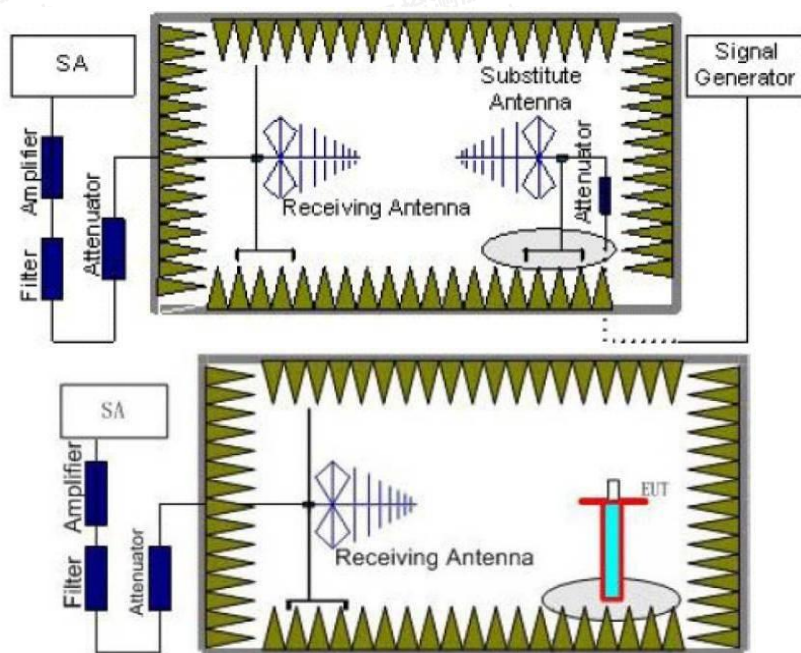 SA
Signal
Generator
Substitute
Antenna
Amplifier
Attenuator
Attenuator
Receiving Antenna
Filter
SA
Amplifier
EUT
Receiving Antenna
Filter
Attenuator